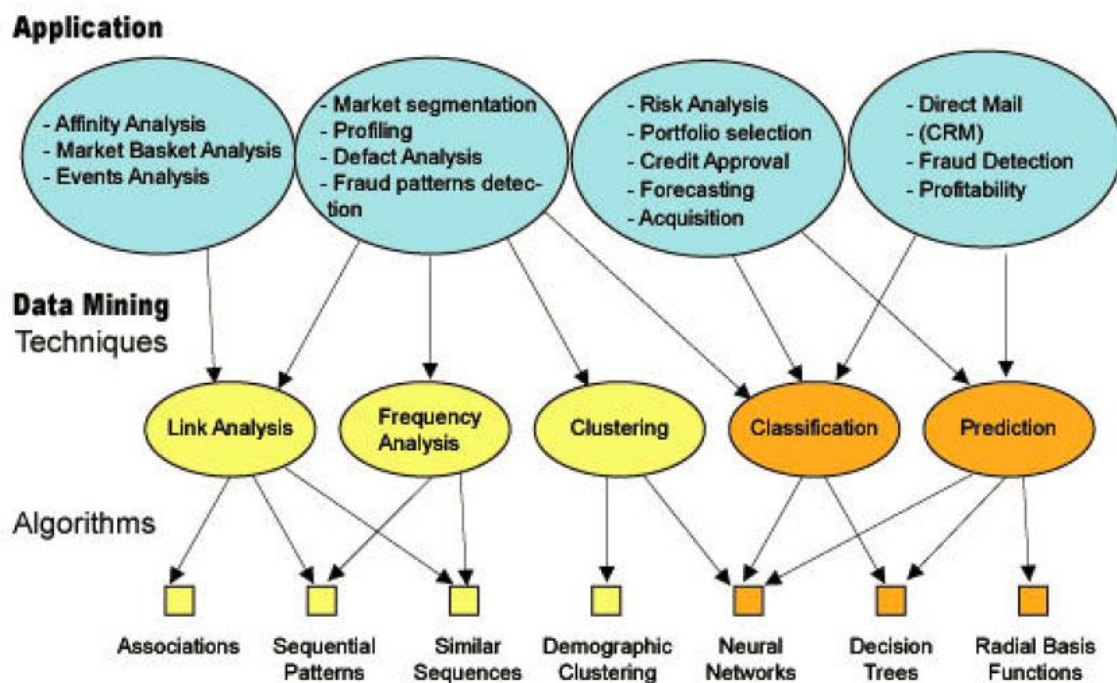 Application
- Affinity Analysis
- Market Basket Analysis
- Events Analysis
- Market segmentation
- Profiling
- Defact Analysis
- Fraud patterns detec-
tion
- Risk Analysis
- Portfolio selection
- Credit Approval
- Forecasting
- Acquisition
- Direct Mail
- (CRM)
- Fraud Detection
- Profitability
Data Mining
Techniques
Link Analysis
Frequency
Analysis
Clustering
Classification
Prediction
Algorithms
Associations
Sequential
Patterns
Similar
Sequences
Demographic
Clustering
Neural
Networks
Decision
Trees
Radial Basis
Functions